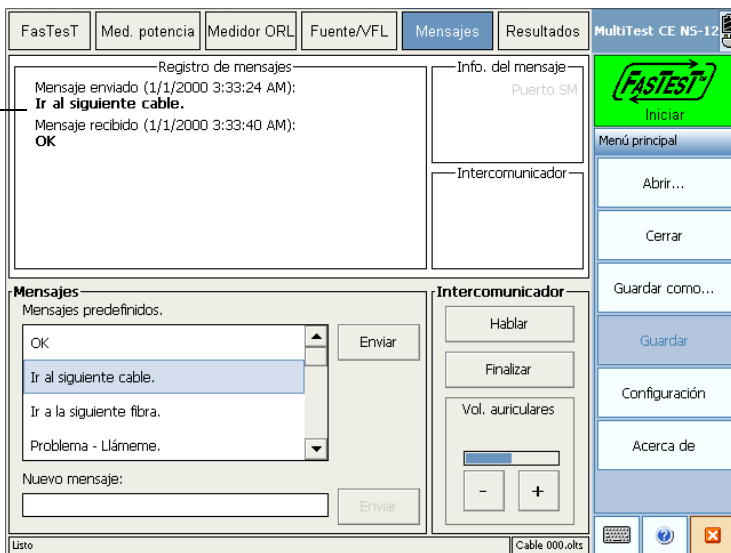 FasTesT
Med. potencia
Medidor ORL
Fuente/VFL
Mensajes
Resultados
MultiTest CE NS-12
Registro de mensajes
Mensaje enviado (1/1/2000 3:33:24 AM):
Ir al siguiente cable.
Mensaje recibido (1/1/2000 3:33:40 AM):
OK
Info. del mensaje
Puerto SM
Intercomunicador
FASTEST™
Iniciar
Menú principal
Abrir...
Cerrar
Guardar como...
Guardar
Configuración
Acerca de
Mensajes
Mensajes predefinidos.
OK
Ir al siguiente cable.
Ir a la siguiente fibra.
Problema - Llámeme.
Enviar
Nuevo mensaje:
Enviar
Intercomunicador
Hablar
Finalizar
Vol. auriculares
-
+
Listo
Cable 000.olts